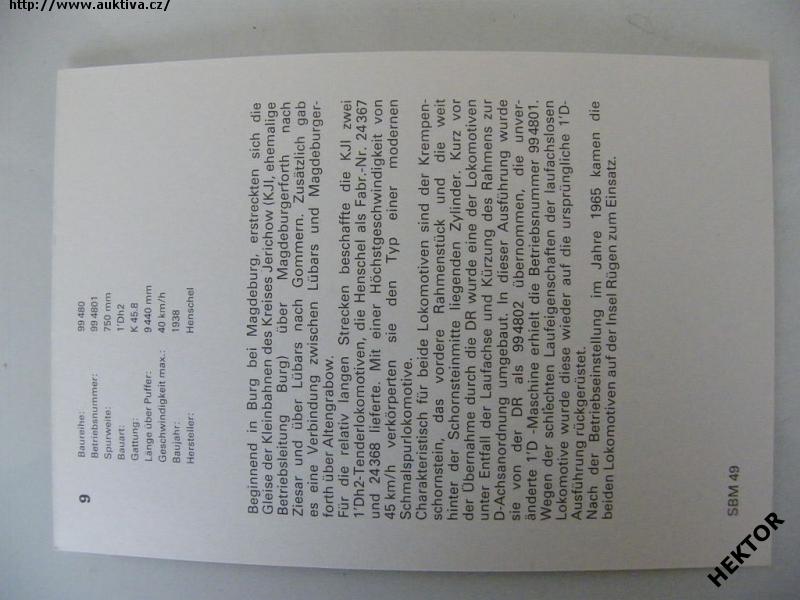 http://www.auktiva.cz/
9
Baureihe: 99 480
Betriebsnummer: 99 4801
Spurweite: 750 mm
Bauart: 1'Dh2
Gattung: K 45.8
Länge über Puffer: 9 440 mm
Geschwindigkeit max.: 40 km/h
Baujahr: 1938
Hersteller: Henschel
Beginnend in Burg bei Magdeburg, erstreckten sich die
Gleise der Kleinbahnen des Kreises Jerichow (KJI, ehemalige
Betriebsleitung Burg) über Magdeburgerforth nach
Ziesar und über Lübars nach Gommern. Zusätzlich gab
es eine Verbindung zwischen Lübars und Magdeburger-
forth über Altengrabow.
Für die relativ langen Strecken beschaffte die KJI zwei
1'Dh2-Tenderlokomotiven, die Henschel als Fabr.-Nr. 24 367
und 24 368 lieferte. Mit einer Höchstgeschwindigkeit von
45 km/h verkörperten sie den Typ einer modernen
Schmalspurlokomotive.
Charakteristisch für beide Lokomotiven sind der Krempen-
schornstein, das vordere Rahmenstück und die weit
hinter der Schornsteinmitte liegenden Zylinder. Kurz vor
der Übernahme durch die DR wurde eine der Lokomotiven
unter Entfall der Laufachse und Kürzung des Rahmens zur
D-Achsanordnung umgebaut. In dieser Ausführung wurde
sie von der DR als 99 4802 übernommen, die unver-
änderte 1'D -Maschine erhielt die Betriebsnummer 99 4801.
Wegen der schlechten Laufeigenschaften der laufachslosen
Lokomotive wurde diese wieder auf die ursprüngliche 1'D-
Ausführung rückgerüstet.
Nach der Betriebseinstellung im Jahre 1965 kamen die
beiden Lokomotiven auf der Insel Rügen zum Einsatz.
SBM 49
HEKTOR